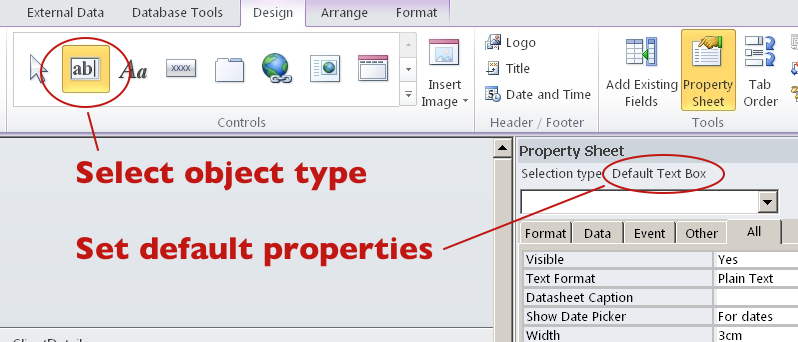 External Data Database Tools Design Arrange Format
ab
Aa
xxxx
Insert Image
Logo
Title
Date and Time
Add Existing Fields
Property Sheet
Tab Order
Controls Header / Footer Tools
Select object type
Property Sheet
Selection type: Default Text Box
Set default properties
Format Data Event Other All
Visible Yes
Text Format Plain Text
Datasheet Caption
Show Date Picker For dates
Width 3cm